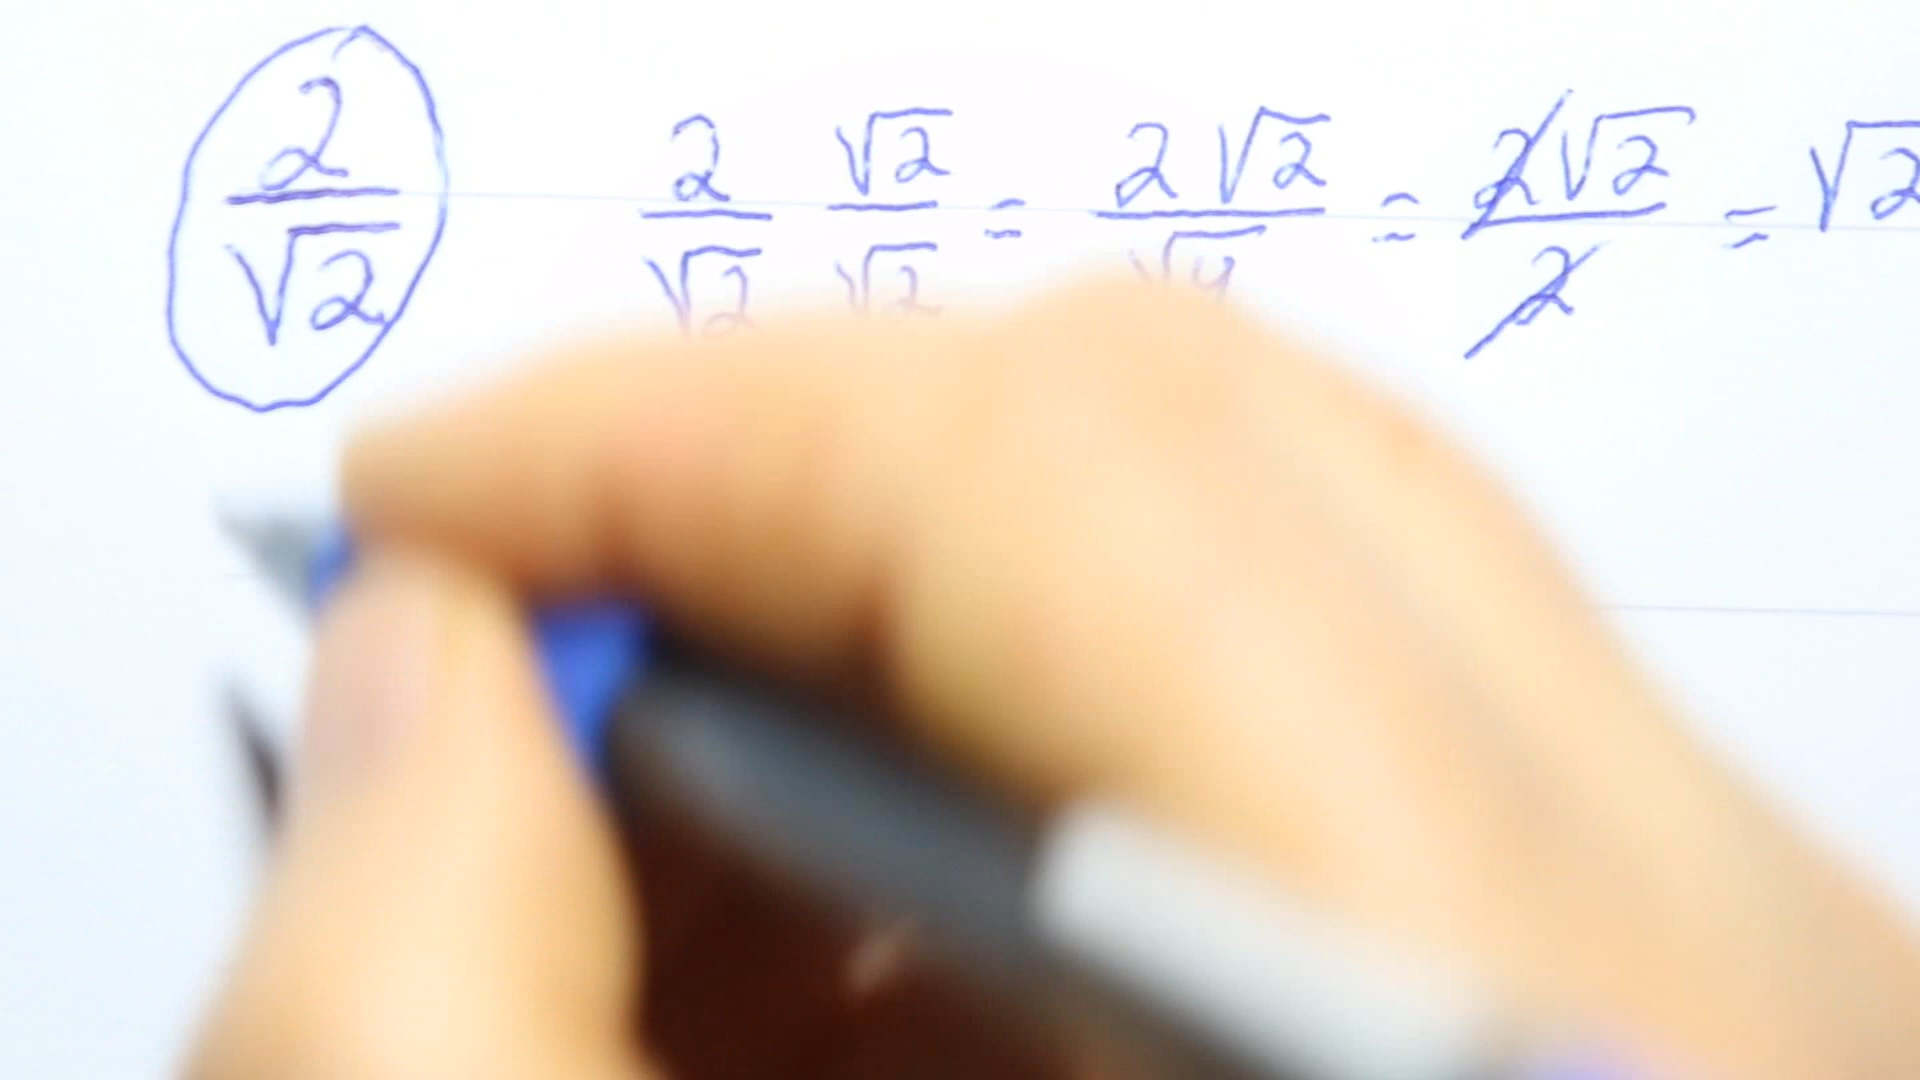 2/√2 2/√2 √2/√2 = 2√2/√4 = 2√2/2 = √2